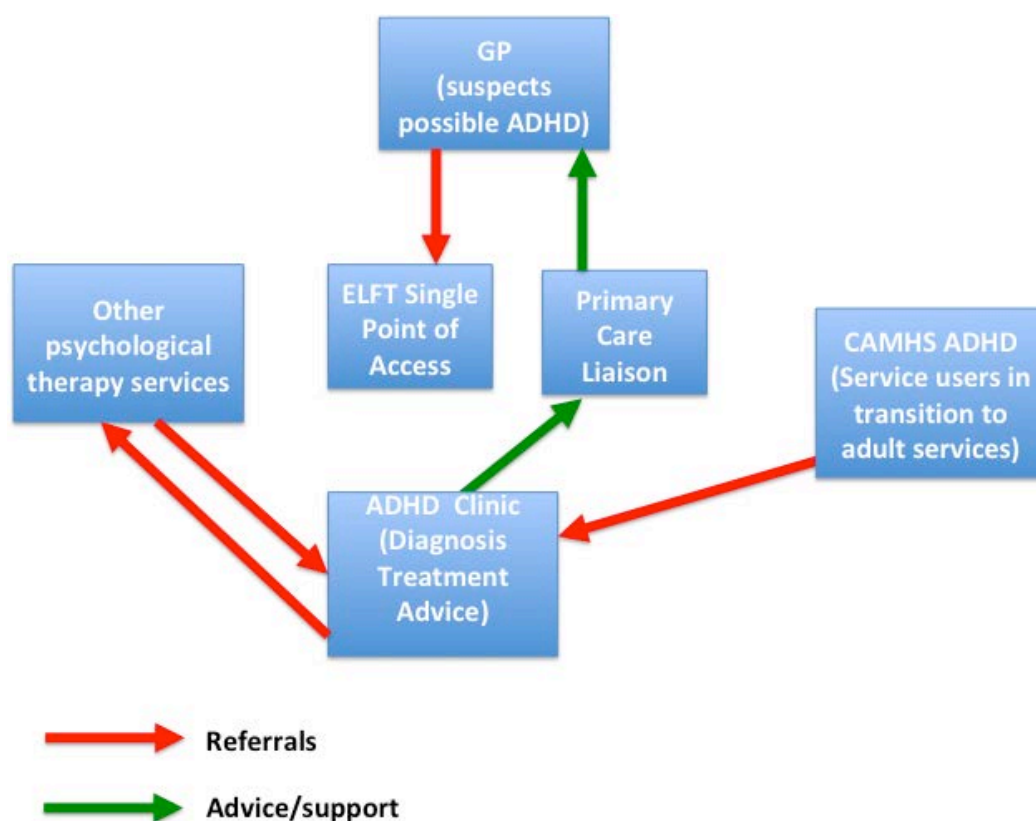 GP
(suspects
possible ADHD)
Other
psychological
therapy services
ELFT Single
Point of
Access
Primary
Care
Liaison
CAMHS ADHD
(Service users in
transition to
adult services)
ADHD Clinic
(Diagnosis
Treatment
Advice)
Referrals
Advice/support